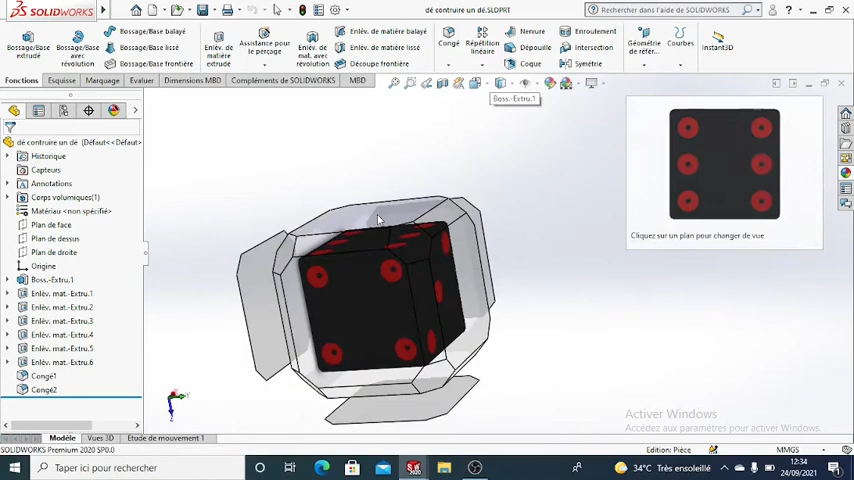 SOLIDWORKS
dé contruire un dé.SLDPRT
Rechercher dans l'aide de SOLIDWORKS
Bossage/Base extrudé
Bossage/Base avec révolution
Bossage/Base balayé
Bossage/Base lissé
Bossage/Base frontière
Enlèv. de matière extrudé
Assistance pour le perçage
Enlèv. de mat. avec révolution
Enlèv. de matière balayé
Enlèv. de matière lissé
Découpe frontière
Congé
Répétition linéaire
Nervure
Dépouille
Coque
Enroulement
Intersection
Symétrie
Géométrie de référ...
Courbes
Instant3D
Fonctions
Esquisse
Marquage
Evaluer
Dimensions MBD
Compléments de SOLIDWORKS
MBD
Boss.-Extru.1
dé contruire un dé (Défaut<<Défaut>
Historique
Capteurs
Annotations
Corps volumiques(1)
Matériau <non spécifié>
Plan de face
Plan de dessus
Plan de droite
Origine
Boss.-Extru.1
Enlèv. mat.-Extru.1
Enlèv. mat.-Extru.2
Enlèv. mat.-Extru.3
Enlèv. mat.-Extru.4
Enlèv. mat.-Extru.5
Enlèv. mat.-Extru.6
Congé1
Congé2
Cliquez sur un plan pour changer de vue
Activer Windows
Accédez aux paramètres pour activer Windows.
Modèle
Vues 3D
Etude de mouvement 1
SOLIDWORKS Premium 2020 SP0.0
Edition: Pièce
MMGS
Taper ici pour rechercher
34°C Très ensoleillé
12:34
24/09/2021